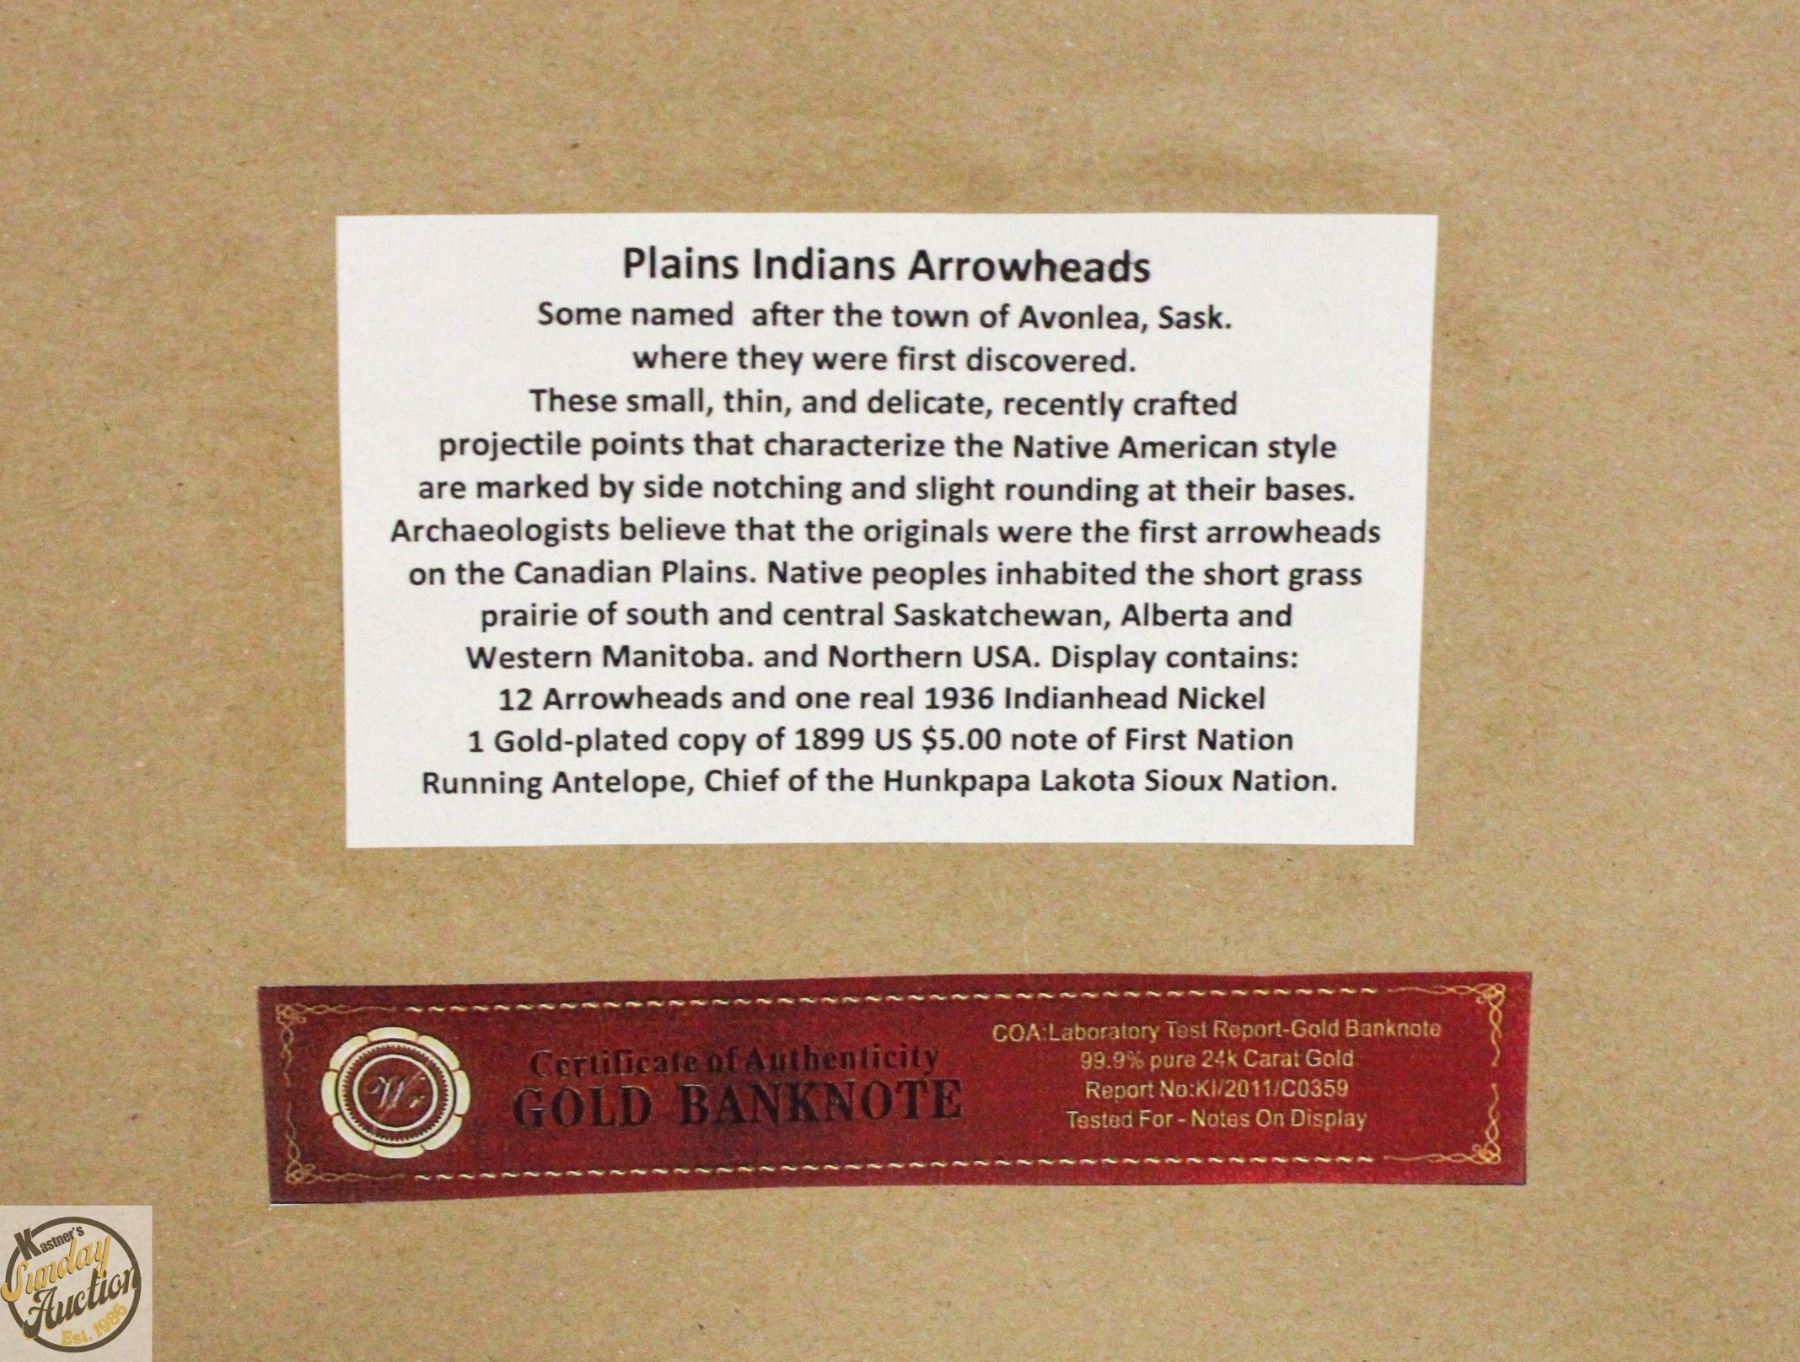 Plains Indians Arrowheads
Some named after the town of Avonlea, Sask.
where they were first discovered.
These small, thin, and delicate, recently crafted
projectile points that characterize the Native American style
are marked by side notching and slight rounding at their bases.
Archaeologists believe that the originals were the first arrowheads
on the Canadian Plains. Native peoples inhabited the short grass
prairie of south and central Saskatchewan, Alberta and
Western Manitoba. and Northern USA. Display contains:
12 Arrowheads and one real 1936 Indianhead Nickel
1 Gold-plated copy of 1899 US $5.00 note of First Nation
Running Antelope, Chief of the Hunkpapa Lakota Sioux Nation.
Certificate of Authenticity
GOLD BANKNOTE
COA:Laboratory Test Report-Gold Banknote
99.9% pure 24k Carat Gold
Report No:KI/2011/C0359
Tested For - Notes On Display
Kastner's
Sunday
Auction
Est. 1986